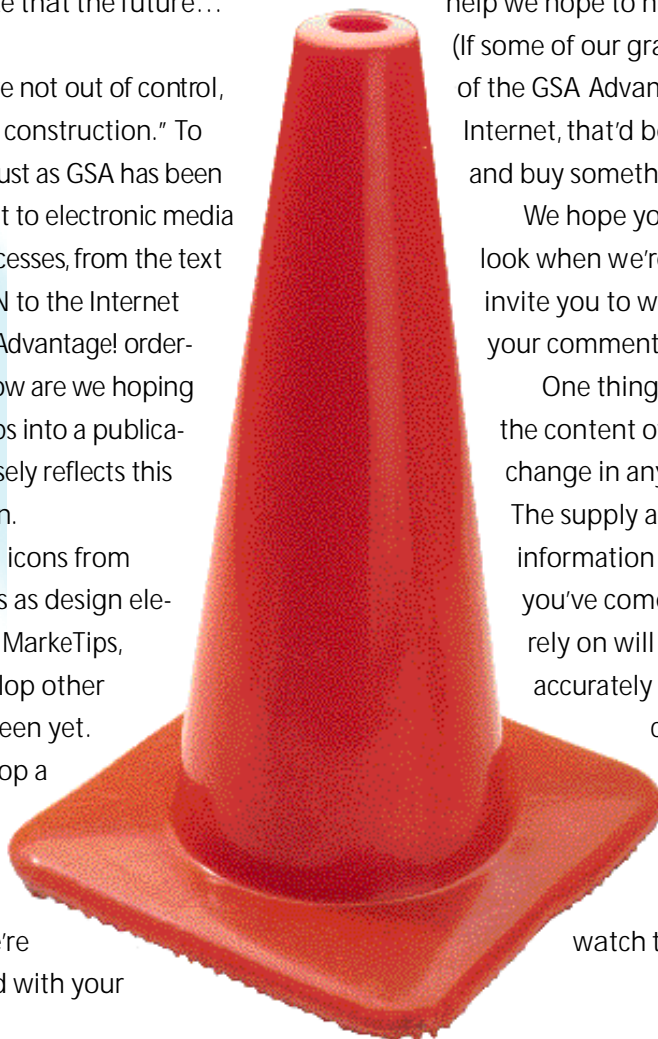 e that the future…
e not out of control,
construction.” To
ust as GSA has been
t to electronic media
cesses, from the text
N to the Internet
Advantage! order-
ow are we hoping
os into a publica-
sely reflects this
n.
icons from
s as design ele-
MarkeTips,
lop other
een yet.
op a
e're
d with your
help we hope to h
(If some of our gra
of the GSA Advan
Internet, that'd be
and buy someth
We hope yo
look when we're
invite you to w
your comment
One thing
the content o
change in any
The supply a
information
you've come
rely on will
accurately
watch t